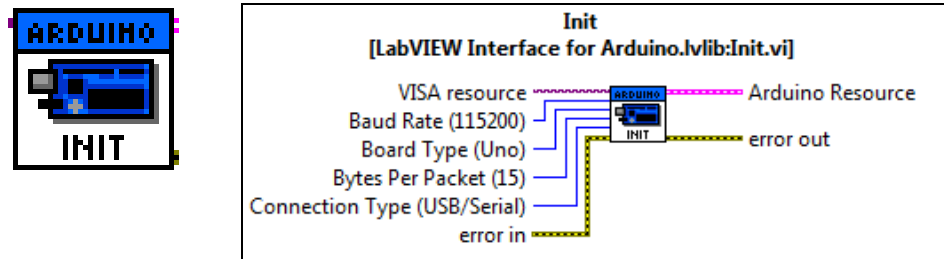 ARDUINO
INIT
Init
[LabVIEW Interface for Arduino.lvlib:Init.vi]
VISA resource
Baud Rate (115200)
Board Type (Uno)
Bytes Per Packet (15)
Connection Type (USB/Serial)
error in
ARDUINO
INIT
Arduino Resource
error out